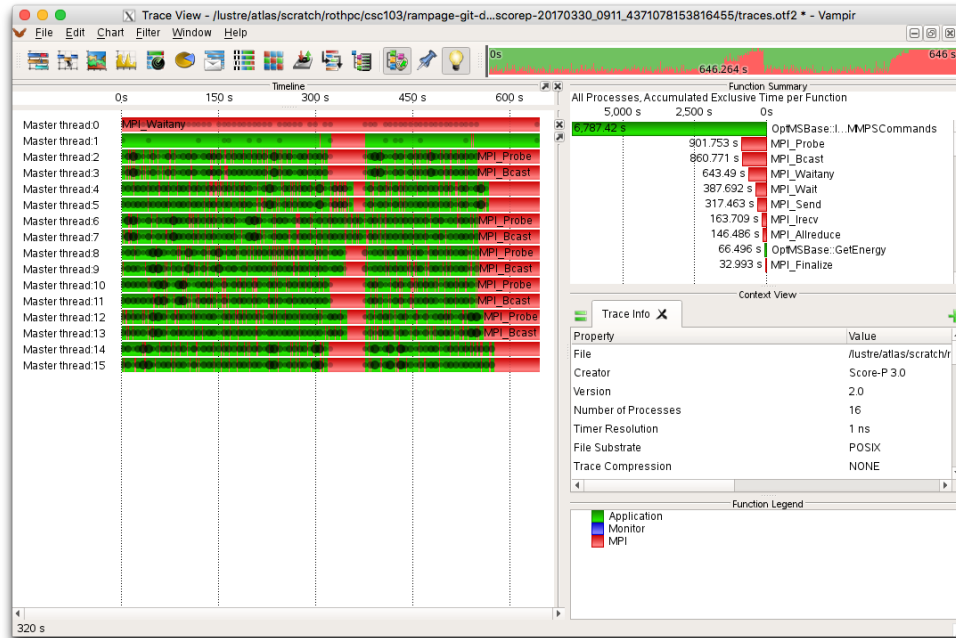 Trace View - /lustre/atlas/scratch/rothpc/csc103/rampage-git-d...scorep-20170330_0911_4371078153816455/traces.otf2 * - Vampir
File Edit Chart Filter Window Help
0s 646 s
646.264 s
Timeline
0s 150 s 300 s 450 s 600 s
Master thread:0 MPI_Waitany
Master thread:1
Master thread:2 MPI_Probe
Master thread:3 MPI_Bcast
Master thread:4
Master thread:5
Master thread:6 MPI_Probe
Master thread:7 MPI_Bcast
Master thread:8 MPI_Probe
Master thread:9 MPI_Bcast
Master thread:10 MPI_Probe
Master thread:11 MPI_Bcast
Master thread:12 MPI_Probe
Master thread:13 MPI_Bcast
Master thread:14
Master thread:15
Function Summary
All Processes, Accumulated Exclusive Time per Function
5,000 s 2,500 s 0s
6,787.42 s OptMSBase::I...MMPSCommands
901.753 s MPI_Probe
860.771 s MPI_Bcast
643.49 s MPI_Waitany
387.692 s MPI_Wait
317.463 s MPI_Send
163.709 s MPI_Irecv
146.486 s MPI_Allreduce
66.496 s OptMSBase::GetEnergy
32.993 s MPI_Finalize
Context View
Trace Info
Property Value
File /lustre/atlas/scratch/r
Creator Score-P 3.0
Version 2.0
Number of Processes 16
Timer Resolution 1 ns
File Substrate POSIX
Trace Compression NONE
Function Legend
Application
Monitor
MPI
320 s